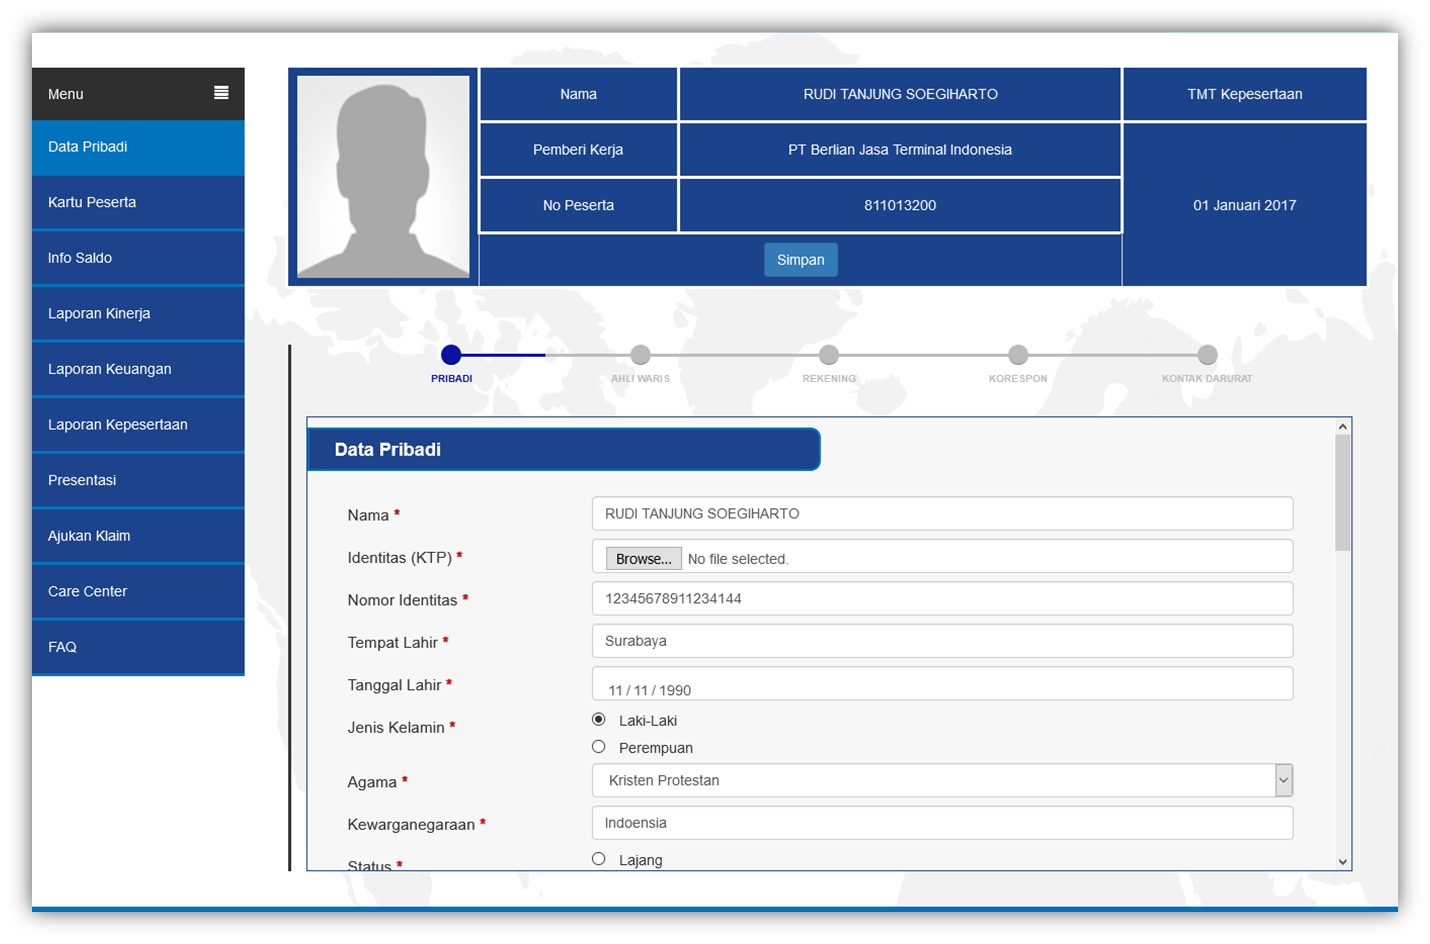 Menu
Data Pribadi
Kartu Peserta
Info Saldo
Laporan Kinerja
Laporan Keuangan
Laporan Kepesertaan
Presentasi
Ajukan Klaim
Care Center
FAQ
Nama RUDI TANJUNG SOEGIHARTO TMT Kepesertaan
Pemberi Kerja PT Berlian Jasa Terminal Indonesia
No Peserta 811013200 01 Januari 2017
Simpan
PRIBADI AHLI WARIS REKENING KORESPON KONTAK DARURAT
Data Pribadi
Nama * RUDI TANJUNG SOEGIHARTO
Identitas (KTP) * Browse... No file selected.
Nomor Identitas * 12345678911234144
Tempat Lahir * Surabaya
Tanggal Lahir * 11 / 11 / 1990
Jenis Kelamin * Laki-Laki
Perempuan
Agama * Kristen Protestan
Kewarganegaraan * Indoensia
Status * Lajang